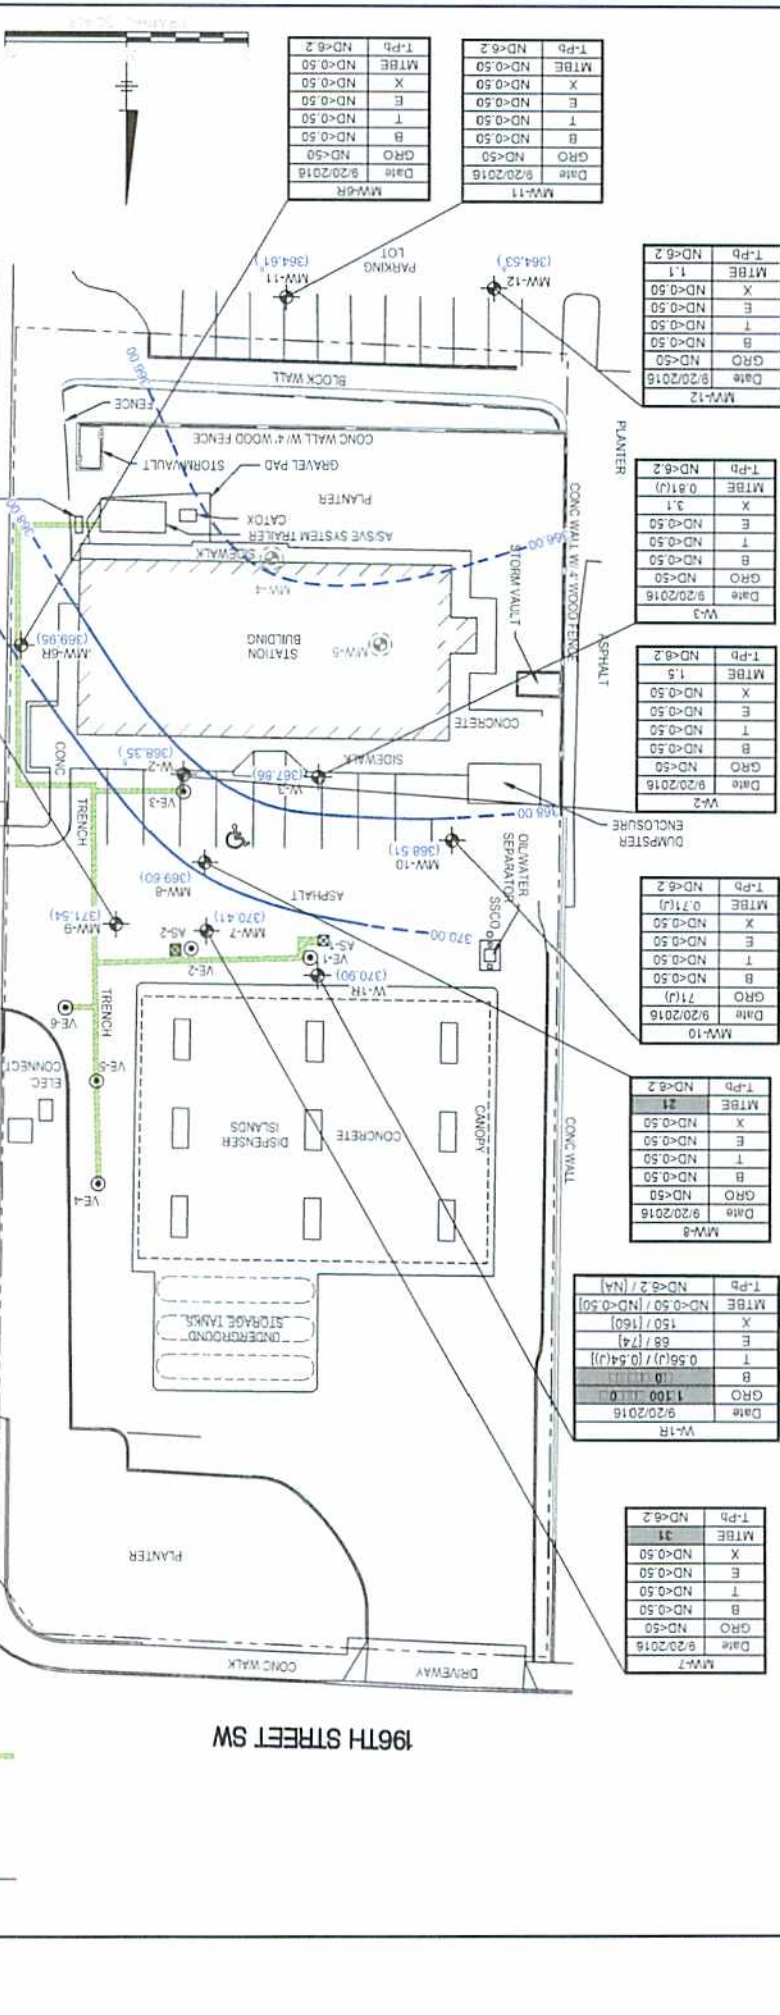 196TH STREET SW
DRIVEWAY
CONC WALK
PLANTER
MW-7
Date 9/20/2016
GRO ND<50
B ND<0.50
T ND<0.50
E ND<0.50
X ND<0.50
MTBE 31
T-Pb ND<6.2
W-1R
Date 9/20/2016
GRO
B
T 0.56(J) / [0.54(J)]
E 68 / [74]
X 150 / [160]
MTBE ND<0.50 / [ND<0.50]
T-Pb ND<6.2 / [NA]
MW-8
Date 9/20/2016
GRO ND<50
B ND<0.50
T ND<0.50
E ND<0.50
X ND<0.50
MTBE 21
T-Pb ND<6.2
MW-10
Date 9/20/2016
GRO 71(J)
B ND<0.50
T ND<0.50
E ND<0.50
X ND<0.50
MTBE 0.71(J)
T-Pb ND<6.2
W-2
Date 9/20/2016
GRO ND<50
B ND<0.50
T ND<0.50
E ND<0.50
X ND<0.50
MTBE 1.5
T-Pb ND<6.2
W-3
Date 9/20/2016
GRO ND<50
B ND<0.50
T ND<0.50
E ND<0.50
X 3.1
MTBE 0.81(J)
T-Pb ND<6.2
MW-12
Date 9/20/2016
GRO ND<50
B ND<0.50
T ND<0.50
E ND<0.50
X ND<0.50
MTBE 1.1
T-Pb ND<6.2
MW-11
Date 9/20/2016
GRO ND<50
B ND<0.50
T ND<0.50
E ND<0.50
X ND<0.50
MTBE ND<0.50
T-Pb ND<6.2
MW-6R
Date 9/20/2016
GRO ND<50
B ND<0.50
T ND<0.50
E ND<0.50
X ND<0.50
MTBE ND<0.50
T-Pb ND<6.2
UNDERGROUND
STORAGE TANKS
CONC WALL
CANOPY
CONCRETE
DISPENSER
ISLANDS
VE-4
VE-5
VE-6
ELEC.
CONNECT
TRENCH
W-1R
(370.90)
VE-1
AS-1
VE-2
AS-2
MW-7
(370.41)
MW-9
(371.54)
SSCO
OIL/WATER
SEPARATOR
370.00
ASPHALT
MW-8
(369.60)
MW-10
(368.51)
TRENCH
CONC
DUMPSTER
ENCLOSURE
368.00
VE-3
W-3
(367.86)
W-2
(368.35)
SIDEWALK
CONCRETE
STORM VAULT
ASPHALT
STATION
BUILDING
MW-5
MW-6R
(369.95)
MW-4
366.00
368.00
SIDEWALK
AS/SVE SYSTEM TRAILER
CATOX
PLANTER
GRAVEL PAD
STORM VAULT
CONC WALL W/ 4' WOOD FENCE
CONC WALL W/ 4' WOOD FENCE
PLANTER
FENCE
BLOCK WALL
366.00
MW-12
(364.53)
PARKING
LOT
MW-11
(364.61)